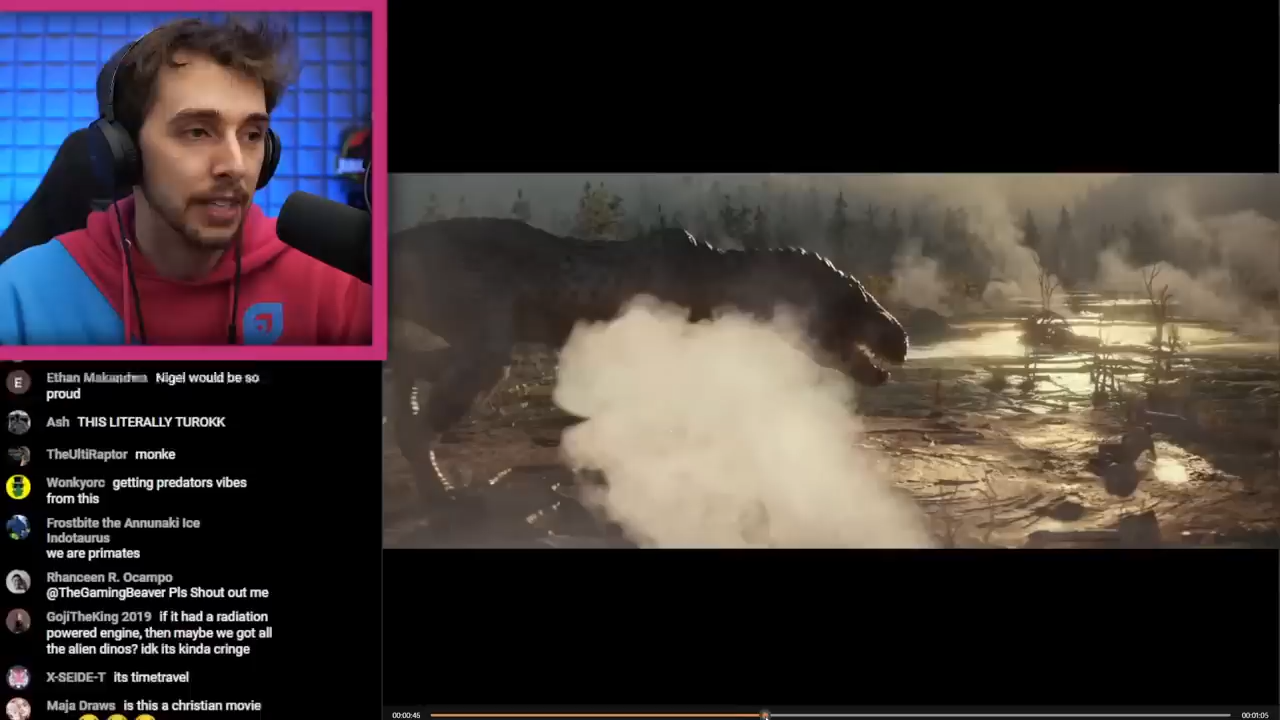 Ethan Nigel would be so
proud
Ash THIS LITERALLY TUROKK
TheUltiRaptor monke
Wonkyorc getting predators vibes
from this
Frostbite the Annunaki Ice
Indotaurus
we are primates
Rhanceen R. Ocampo
@TheGamingBeaver Pls Shout out me
GojiTheKing 2019 if it had a radiation
powered engine, then maybe we got all
the alien dinos? idk its kinda cringe
X-SEIDE-T its timetravel
Maja Draws is this a christian movie
E
00:00:45
00:01:05